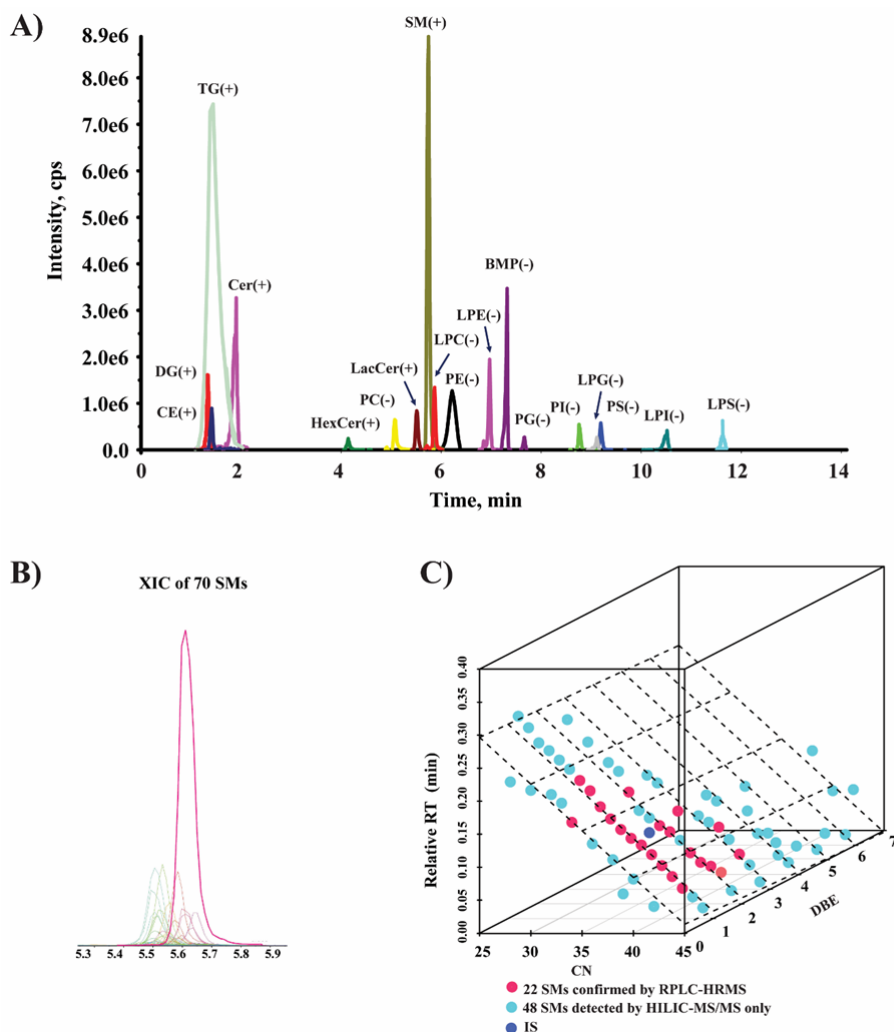 A)
8.9e6
8.0e6
7.0e6
6.0e6
5.0e6
4.0e6
3.0e6
2.0e6
1.0e6
0.0
Intensity, cps
SM(+)
TG(+)
Cer(+)
BMP(-)
LPE(-)
LPC(-)
LacCer(+)
DG(+)
PE(-)
LPG(-)
PC(-)
CE(+)
PI(-)
PS(-)
LPS(-)
HexCer(+)
PG(-)
LPI(-)
0 2 4 6 8 10 12 14
Time, min
B)
XIC of 70 SMs
5.3 5.4 5.5 5.6 5.7 5.8 5.9
C)
0.40
0.35
0.30
0.25
0.20
0.15
0.10
0.05
0.00
Relative RT (min)
25 30 35 40 45
CN
0 1 2 3 4 5 6 7
DBE
22 SMs confirmed by RPLC-HRMS
48 SMs detected by HILIC-MS/MS only
IS